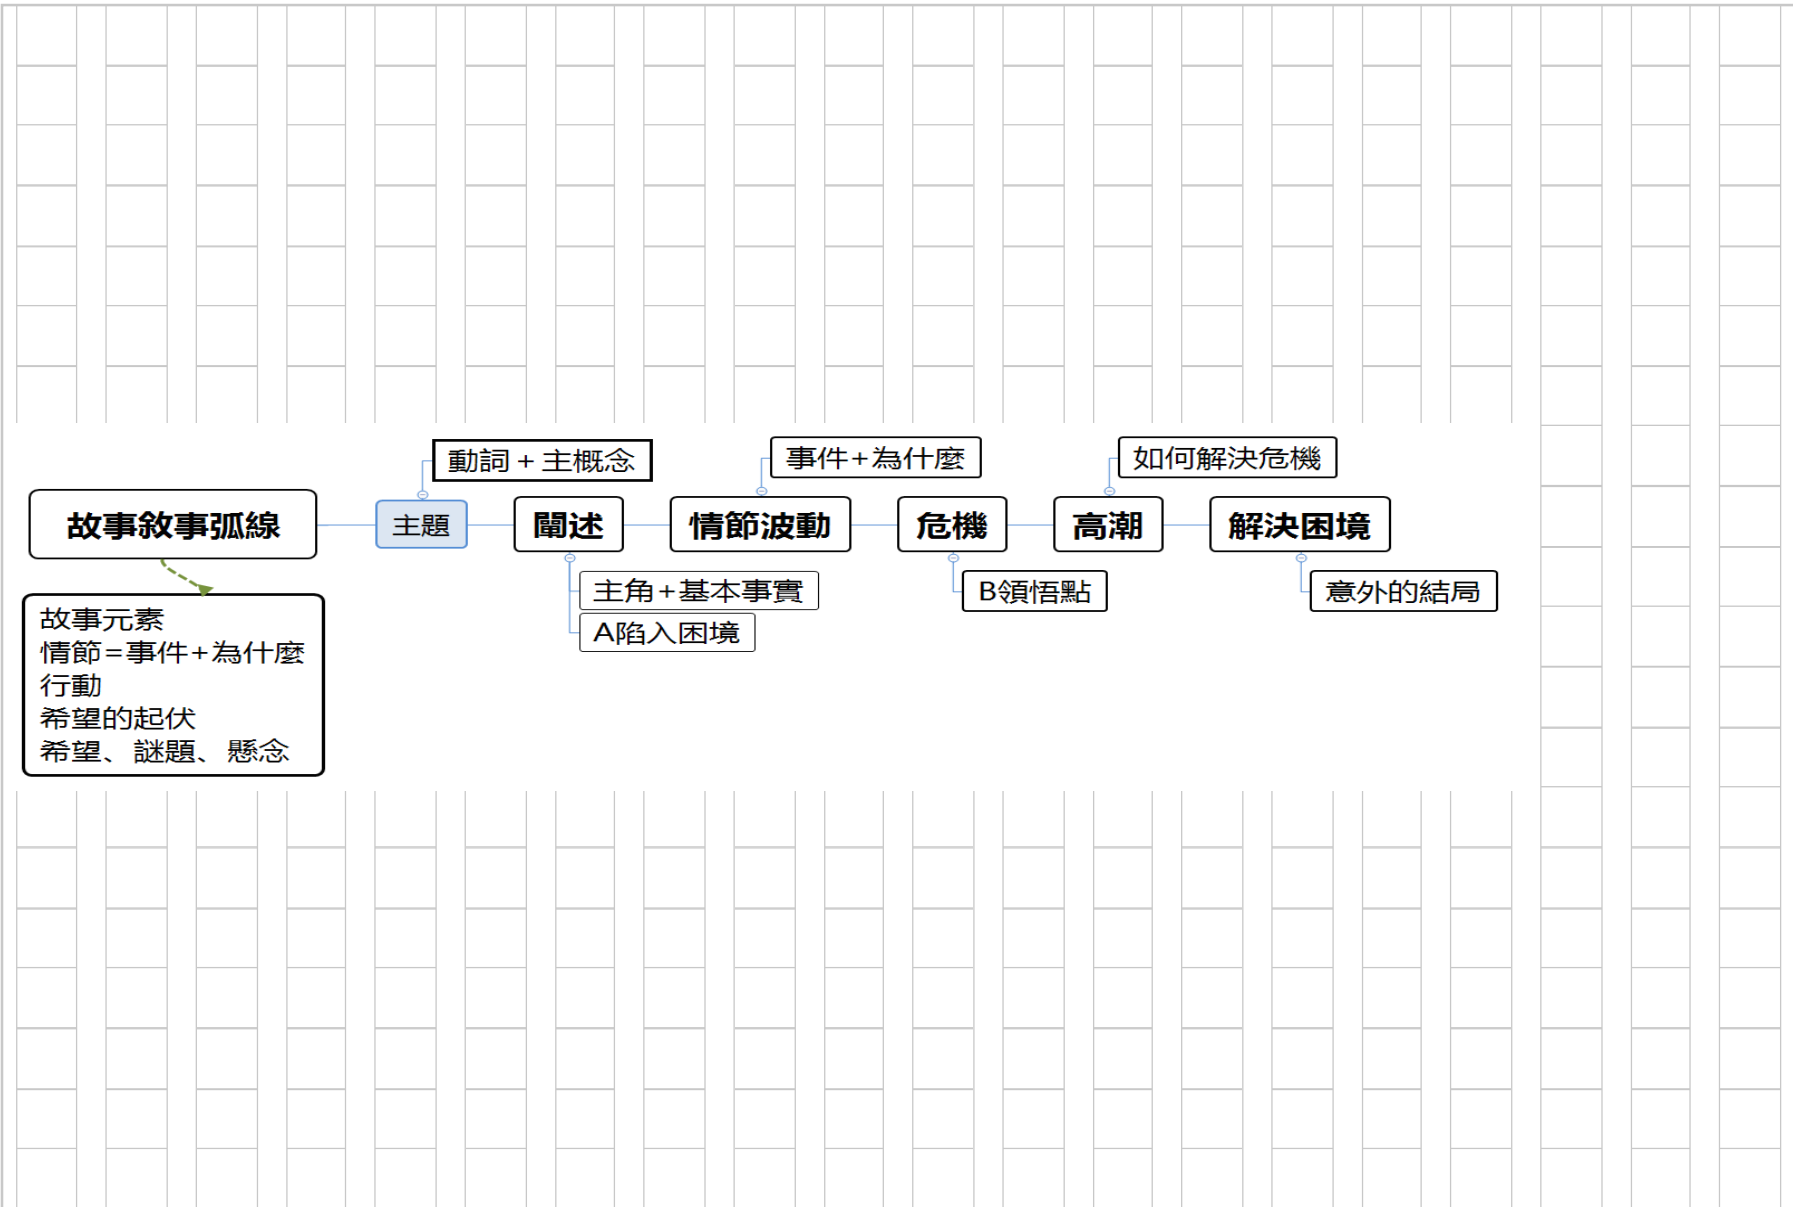 動詞＋主概念
事件+為什麼
如何解決危機
故事敘事弧線
主題
闡述
情節波動
危機
高潮
解決困境
主角+基本事實
A陷入困境
B領悟點
意外的結局
故事元素
情節=事件+為什麼
行動
希望的起伏
希望、謎題、懸念